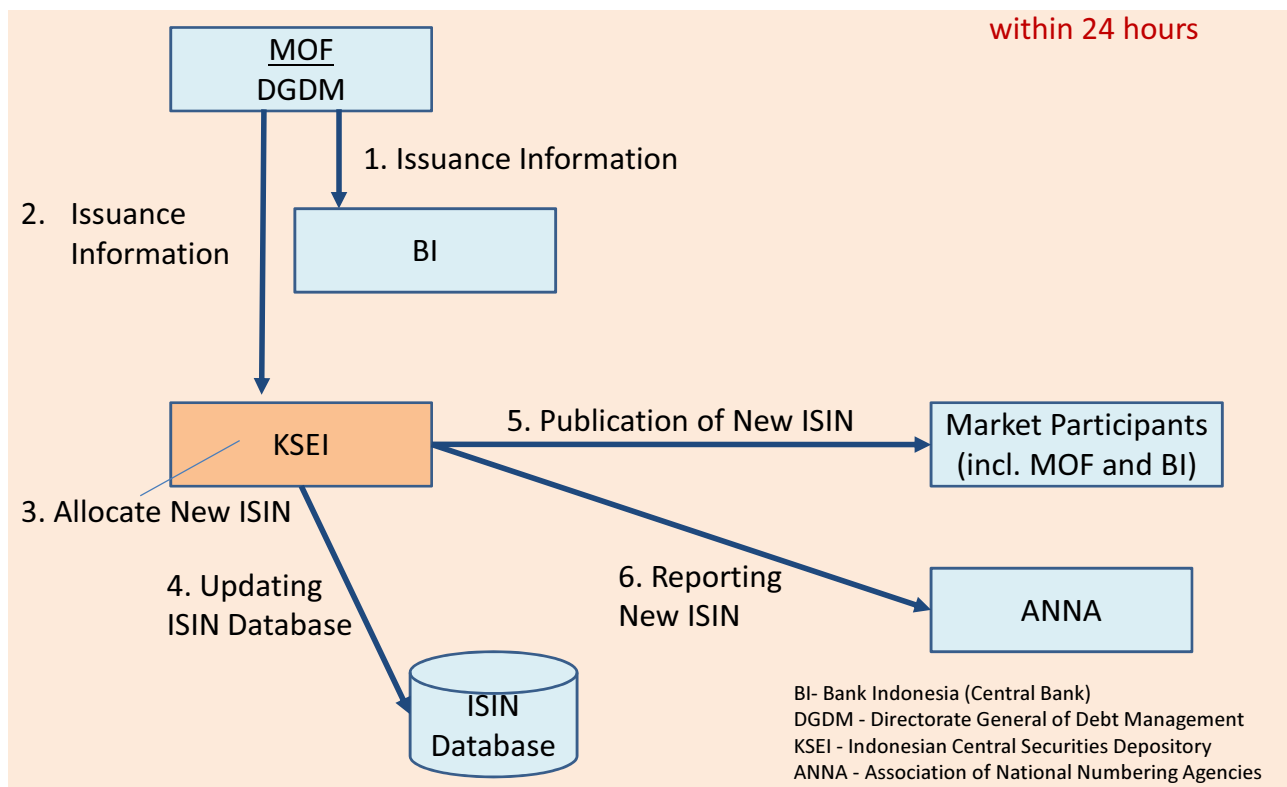 within 24 hours
MOF
DGDM
1. Issuance Information
2. Issuance
Information
BI
KSEI
5. Publication of New ISIN
Market Participants
(incl. MOF and BI)
3. Allocate New ISIN
4. Updating
ISIN Database
6. Reporting
New ISIN
ANNA
ISIN
Database
BI- Bank Indonesia (Central Bank)
DGDM - Directorate General of Debt Management
KSEI - Indonesian Central Securities Depository
ANNA - Association of National Numbering Agencies